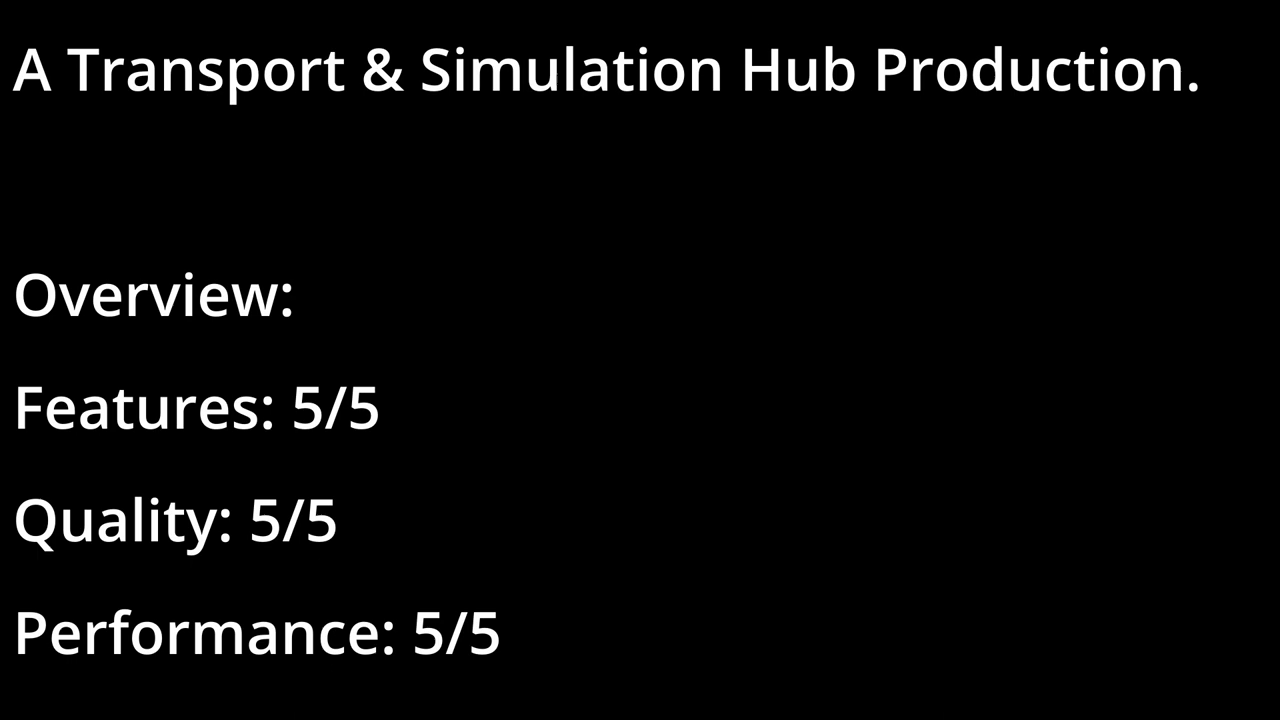 A Transport & Simulation Hub Production.
Overview:
Features: 5/5
Quality: 5/5
Performance: 5/5